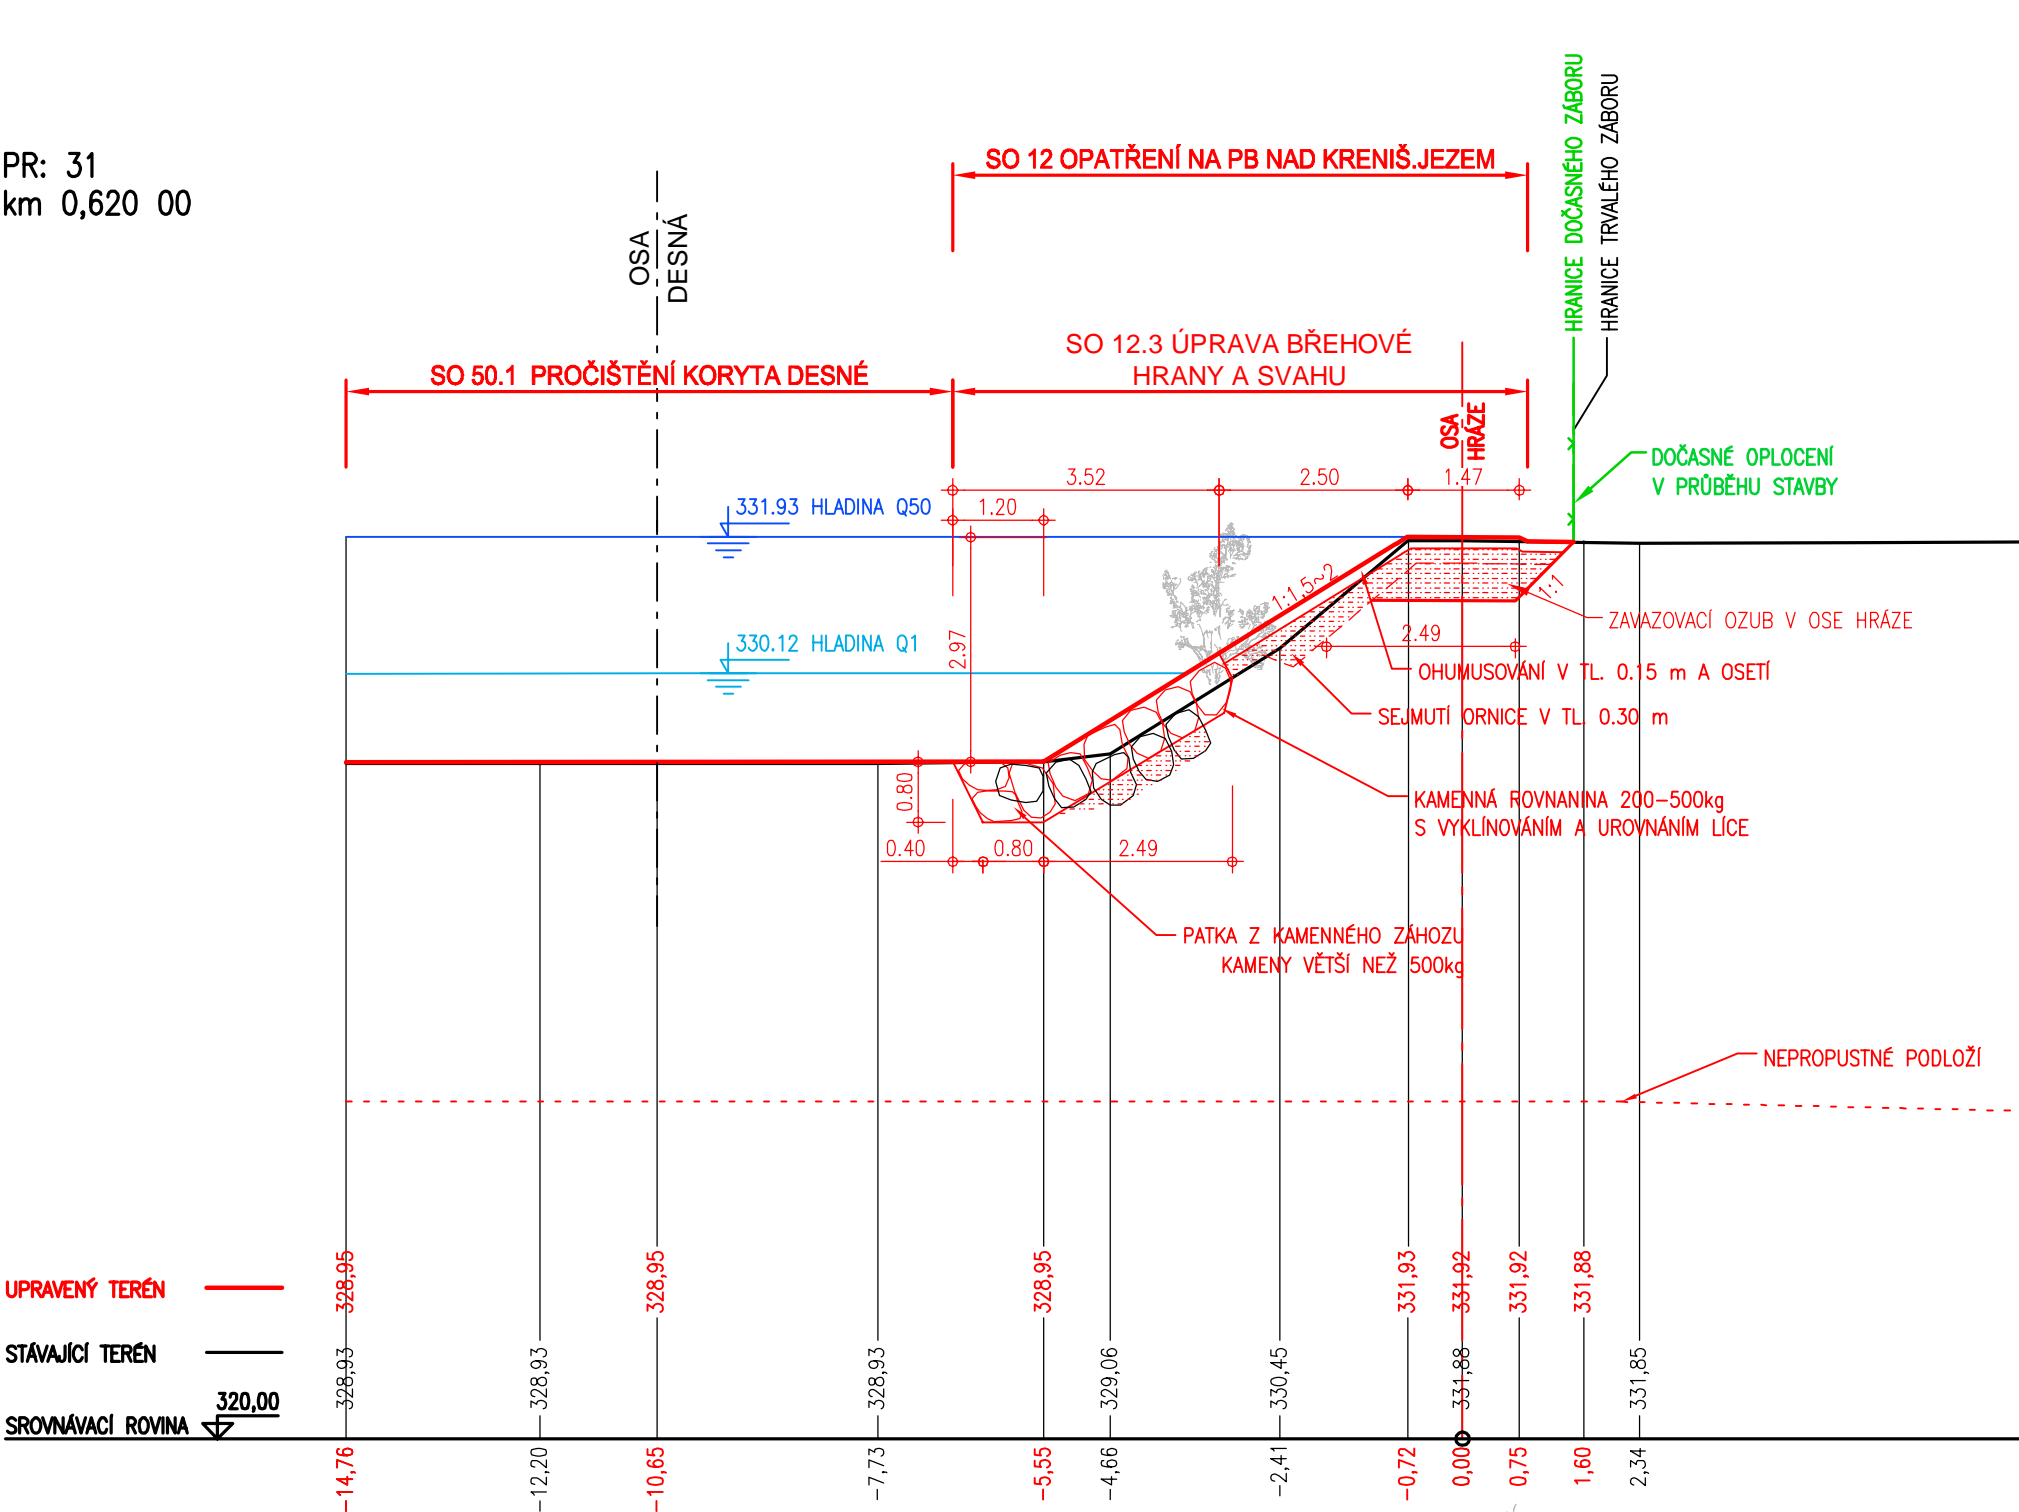 PR: 31
km 0,620 00
OSA
DESNÁ
SO 12 OPATŘENÍ NA PB NAD KRENIŠ.JEZEM
HRANICE DOČASNÉHO ZÁBORU
HRANICE TRVALÉHO ZÁBORU
SO 50.1 PROČIŠTĚNÍ KORYTA DESNÉ
SO 12.3 ÚPRAVA BŘEHOVÉ
HRANY A SVAHU
OSA
HRÁZE
DOČASNÉ OPLOCENÍ
V PRŮBĚHU STAVBY
3.52
2.50
1.47
1.20
331.93 HLADINA Q50
330.12 HLADINA Q1
2.97
1:1,5~2
1:1
ZAVAZOVACÍ OZUB V OSE HRÁZE
2.49
OHUMUSOVÁNÍ V TL. 0.15 m A OSETÍ
SEJMUTÍ ORNICE V TL. 0.30 m
KAMENNÁ ROVNANINA 200-500kg
S VYKLÍNOVÁNÍM A UROVNÁNÍM LÍCE
0.80
0.40
0.80
2.49
PATKA Z KAMENNÉHO ZÁHOZU
KAMENY VĚTŠÍ NEŽ 500kg
NEPROPUSTNÉ PODLOŽÍ
UPRAVENÝ TERÉN
328,95
328,95
328,95
331,93
331,92
331,92
331,88
STÁVAJÍCÍ TERÉN
328,93
328,93
328,93
329,06
330,45
331,88
331,85
320,00
SROVNÁVACÍ ROVINA
-14,76
-12,20
-10,65
-7,73
-5,55
-4,66
-2,41
-0,72
0,00
0,75
1,60
2,34